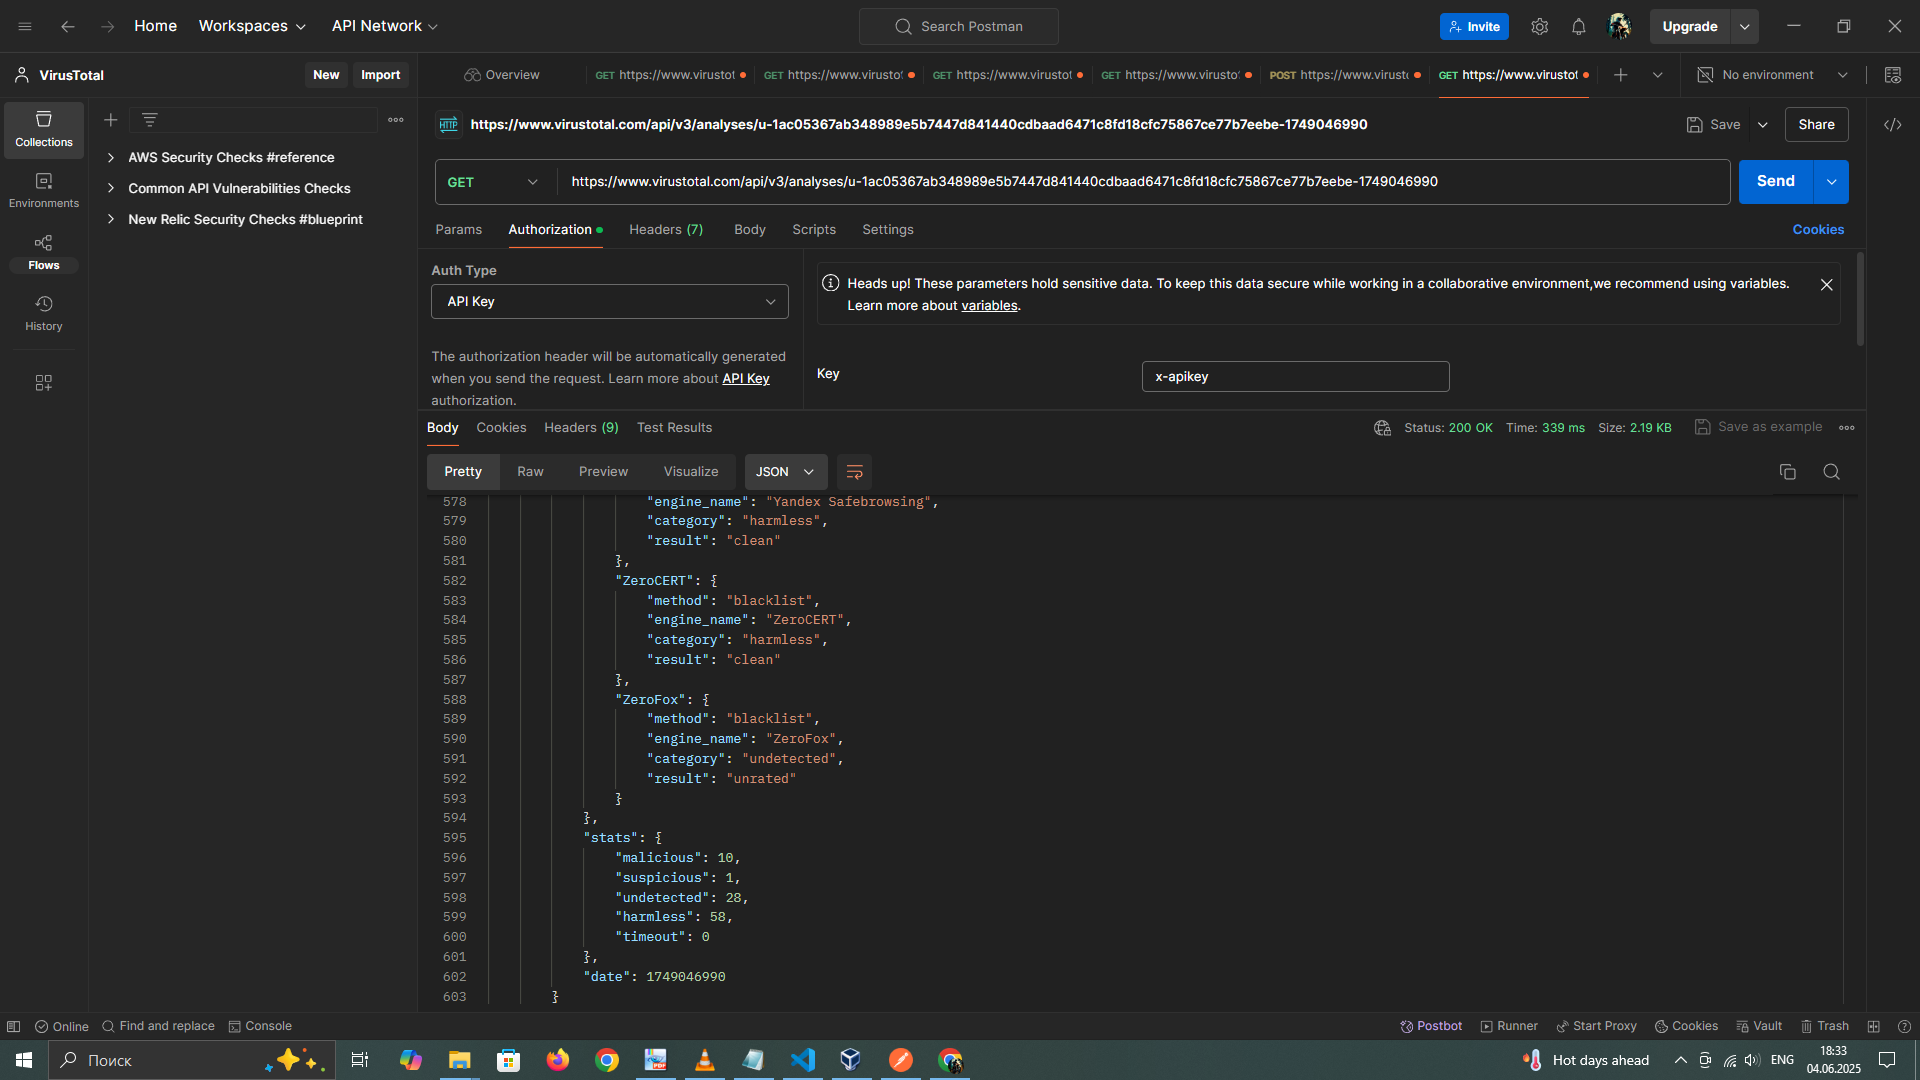 Home
Workspaces
API Network
Search Postman
Invite
Upgrade
VirusTotal
New
Import
Overview
GET https://www.virustot
GET https://www.virustot
GET https://www.virustot
GET https://www.virustot
POST https://www.virust
GET https://www.virustot
No environment
Collections
Environments
Flows
History
AWS Security Checks #reference
Common API Vulnerabilities Checks
New Relic Security Checks #blueprint
HTTP
https://www.virustotal.com/api/v3/analyses/u-1ac05367ab348989e5b7447d841440cdbaad6471c8fd18cfc75867ce77b7eebe-1749046990
Save
Share
GET
https://www.virustotal.com/api/v3/analyses/u-1ac05367ab348989e5b7447d841440cdbaad6471c8fd18cfc75867ce77b7eebe-1749046990
Send
Params
Authorization
Headers (7)
Body
Scripts
Settings
Cookies
Auth Type
API Key
The authorization header will be automatically generated
when you send the request. Learn more about API Key
authorization.
Heads up! These parameters hold sensitive data. To keep this data secure while working in a collaborative environment,we recommend using variables.
Learn more about variables.
Key
x-apikey
Body
Cookies
Headers (9)
Test Results
Status: 200 OK
Time: 339 ms
Size: 2.19 KB
Save as example
Pretty
Raw
Preview
Visualize
JSON
578 "engine_name": "Yandex Safebrowsing",
579 "category": "harmless",
580 "result": "clean"
581 },
582 "ZeroCERT": {
583 "method": "blacklist",
584 "engine_name": "ZeroCERT",
585 "category": "harmless",
586 "result": "clean"
587 },
588 "ZeroFox": {
589 "method": "blacklist",
590 "engine_name": "ZeroFox",
591 "category": "undetected",
592 "result": "unrated"
593 }
594 },
595 "stats": {
596 "malicious": 10,
597 "suspicious": 1,
598 "undetected": 28,
599 "harmless": 58,
600 "timeout": 0
601 },
602 "date": 1749046990
603 }
Online
Find and replace
Console
Postbot
Runner
Start Proxy
Cookies
Vault
Trash
Поиск
Hot days ahead
ENG
18:33
04.06.2025